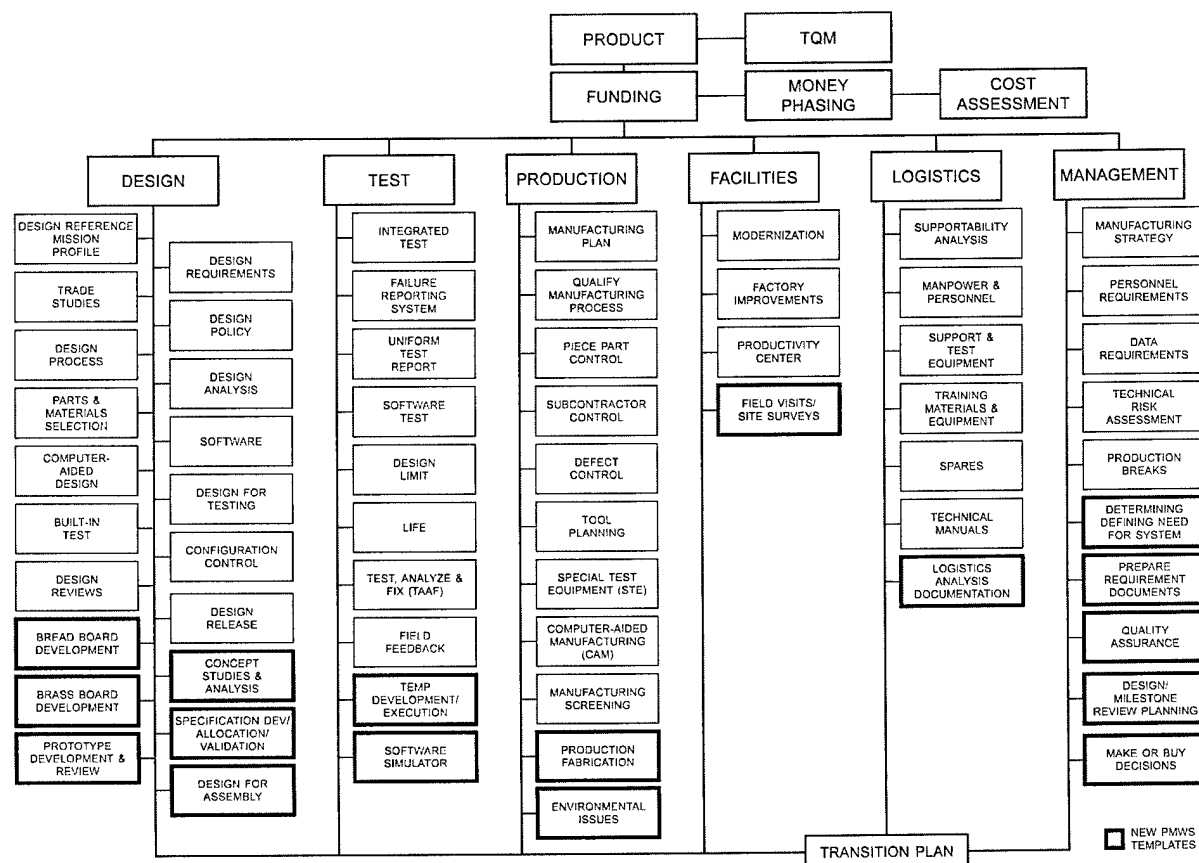 PRODUCT
TQM
FUNDING
MONEY
PHASING
COST
ASSESSMENT
DESIGN
TEST
PRODUCTION
FACILITIES
LOGISTICS
MANAGEMENT
DESIGN REFERENCE
MISSION
PROFILE
TRADE
STUDIES
DESIGN
PROCESS
PARTS &
MATERIALS
SELECTION
COMPUTER-
AIDED
DESIGN
BUILT-IN
TEST
DESIGN
REVIEWS
BREAD BOARD
DEVELOPMENT
BRASS BOARD
DEVELOPMENT
PROTOTYPE
DEVELOPMENT &
REVIEW
DESIGN
REQUIREMENTS
DESIGN
POLICY
DESIGN
ANALYSIS
SOFTWARE
DESIGN FOR
TESTING
CONFIGURATION
CONTROL
DESIGN
RELEASE
CONCEPT
STUDIES &
ANALYSIS
SPECIFICATION DEV/
ALLOCATION/
VALIDATION
DESIGN FOR
ASSEMBLY
INTEGRATED
TEST
FAILURE
REPORTING
SYSTEM
UNIFORM
TEST
REPORT
SOFTWARE
TEST
DESIGN
LIMIT
LIFE
TEST, ANALYZE &
FIX (TAAF)
FIELD
FEEDBACK
TEMP
DEVELOPMENT/
EXECUTION
SOFTWARE
SIMULATOR
MANUFACTURING
PLAN
QUALIFY
MANUFACTURING
PROCESS
PIECE PART
CONTROL
SUBCONTRACTOR
CONTROL
DEFECT
CONTROL
TOOL
PLANNING
SPECIAL TEST
EQUIPMENT (STE)
COMPUTER-AIDED
MANUFACTURING
(CAM)
MANUFACTURING
SCREENING
PRODUCTION
FABRICATION
ENVIRONMENTAL
ISSUES
MODERNIZATION
FACTORY
IMPROVEMENTS
PRODUCTIVITY
CENTER
FIELD VISITS/
SITE SURVEYS
SUPPORTABILITY
ANALYSIS
MANPOWER &
PERSONNEL
SUPPORT &
TEST
EQUIPMENT
TRAINING
MATERIALS &
EQUIPMENT
SPARES
TECHNICAL
MANUALS
LOGISTICS
ANALYSIS
DOCUMENTATION
MANUFACTURING
STRATEGY
PERSONNEL
REQUIREMENTS
DATA
REQUIREMENTS
TECHNICAL
RISK
ASSESSMENT
PRODUCTION
BREAKS
DETERMINING
DEFINING NEED
FOR SYSTEM
PREPARE
REQUIREMENT
DOCUMENTS
QUALITY
ASSURANCE
DESIGN/
MILESTONE
REVIEW PLANNING
MAKE OR BUY
DECISIONS
TRANSITION PLAN
NEW PMWS
TEMPLATES